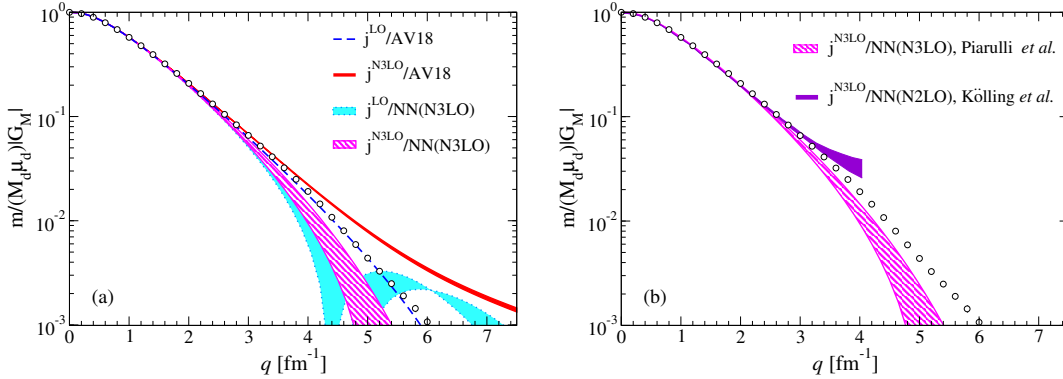 m/(M_dμ_d)|G_M|
10^0
10^-1
10^-2
10^-3
j^LO/AV18
j^N3LO/AV18
j^LO/NN(N3LO)
j^N3LO/NN(N3LO)
(a)
0 1 2 3 4 5 6 7
q [fm^-1]
m/(M_dμ_d)|G_M|
10^0
10^-1
10^-2
10^-3
j^N3LO/NN(N3LO), Piarulli et al.
j^N3LO/NN(N2LO), Kölling et al.
(b)
0 1 2 3 4 5 6 7
q [fm^-1]